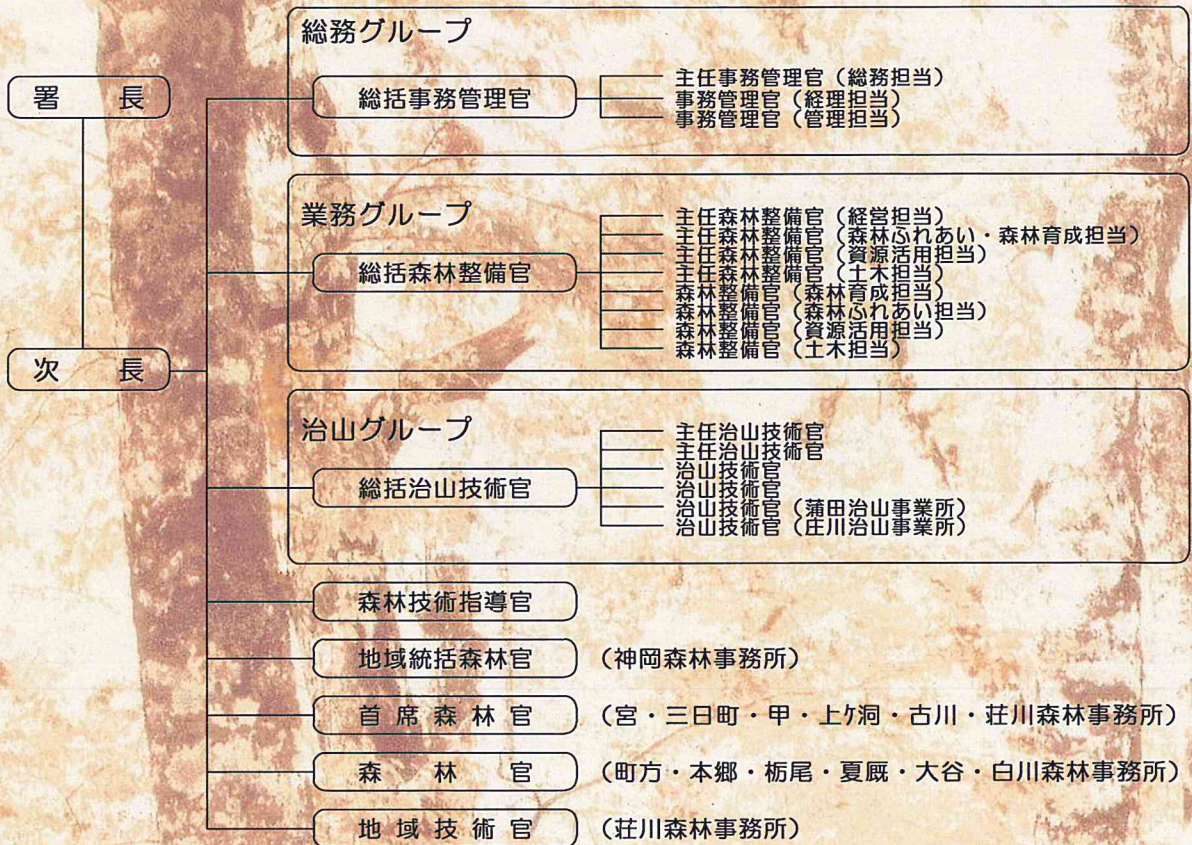 署　長
次　長
総務グループ
総括事務管理官
主任事務管理官（総務担当）
事務管理官（経理担当）
事務管理官（管理担当）
業務グループ
総括森林整備官
主任森林整備官（経営担当）
主任森林整備官（森林ふれあい・森林育成担当）
主任森林整備官（資源活用担当）
主任森林整備官（土木担当）
森林整備官（森林育成担当）
森林整備官（森林ふれあい担当）
森林整備官（資源活用担当）
森林整備官（土木担当）
治山グループ
総括治山技術官
主任治山技術官
主任治山技術官
治山技術官
治山技術官
治山技術官（蒲田治山事業所）
治山技術官（庄川治山事業所）
森林技術指導官
地域統括森林官　（神岡森林事務所）
首席森林官　（宮・三日町・甲・上ケ洞・古川・荘川森林事務所）
森　林　官　（町方・本郷・栃尾・夏厩・大谷・白川森林事務所）
地域技術官　（荘川森林事務所）